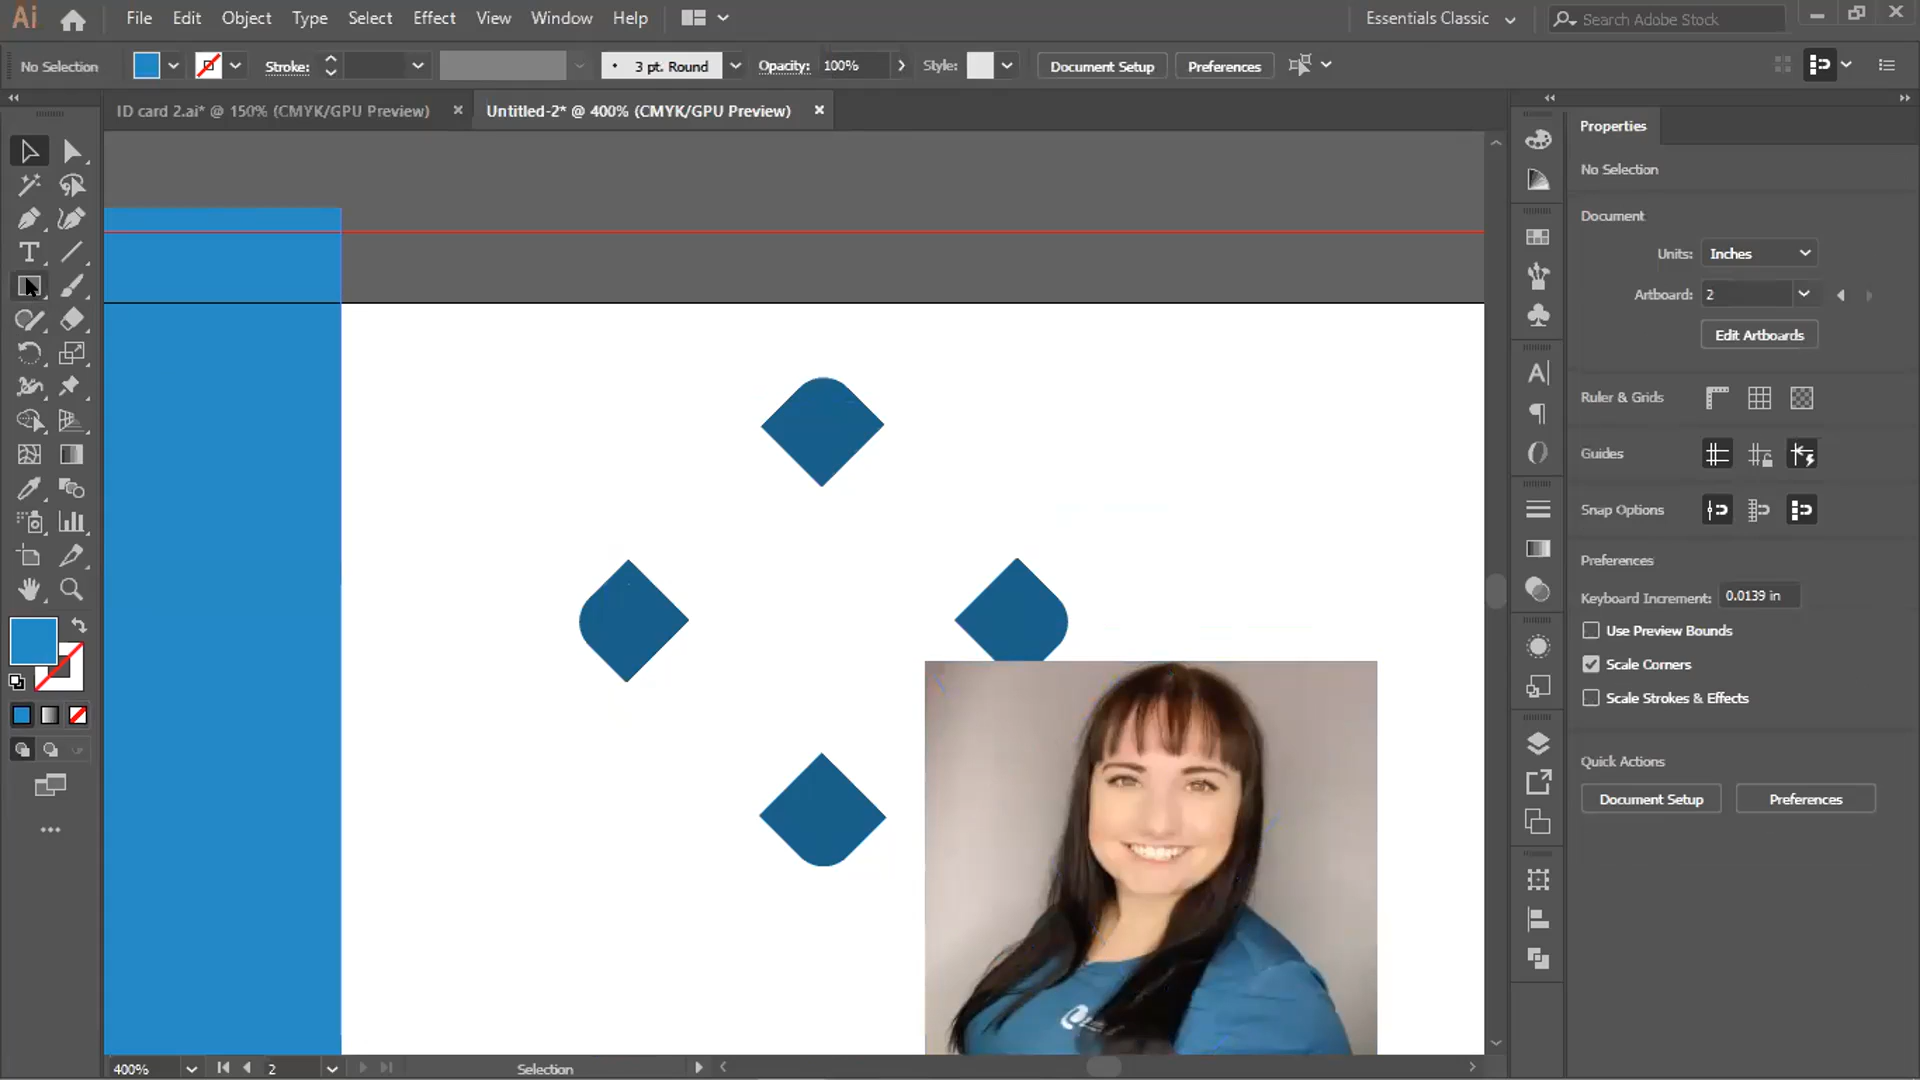 Ai File Edit Object Type Select Effect View Window Help Essentials Classic Search Adobe Stock
No Selection Stroke: 3 pt. Round Opacity: 100% Style: Document Setup Preferences
ID card 2.ai* @ 150% (CMYK/GPU Preview) × Untitled-2* @ 400% (CMYK/GPU Preview) ×
Properties
No Selection
Document
Units: Inches
Artboard: 2
Edit Artboards
Ruler & Grids
Guides
Snap Options
Preferences
Keyboard Increment: 0.0139 in
Use Preview Bounds
Scale Corners
Scale Strokes & Effects
Quick Actions
Document Setup Preferences
400% 2 Selection